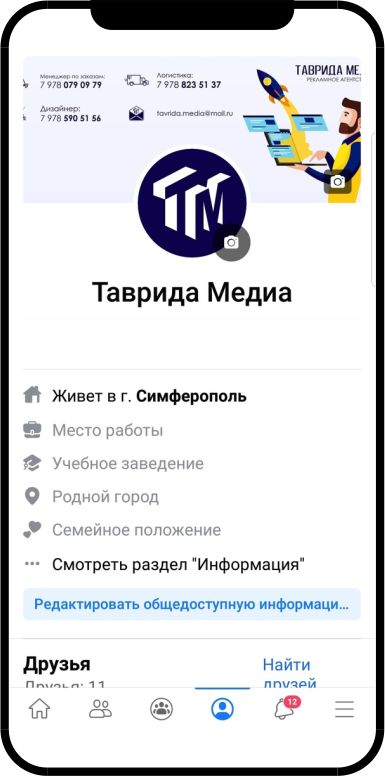 Менеджер по заказам:
7 978 079 09 79
Логистика:
7 978 823 51 37
Дизайнер:
7 978 590 51 56
tavrida.media@mail.ru
ТАВРИДА МЕ
РЕКЛАМНОЕ АГЕНТСТ
ТМ
Таврида Медиа
Живет в г. Симферополь
Место работы
Учебное заведение
Родной город
Семейное положение
Смотреть раздел "Информация"
Редактировать общедоступную информаци...
Друзья
Найти
друзей
Друзья: 11
12